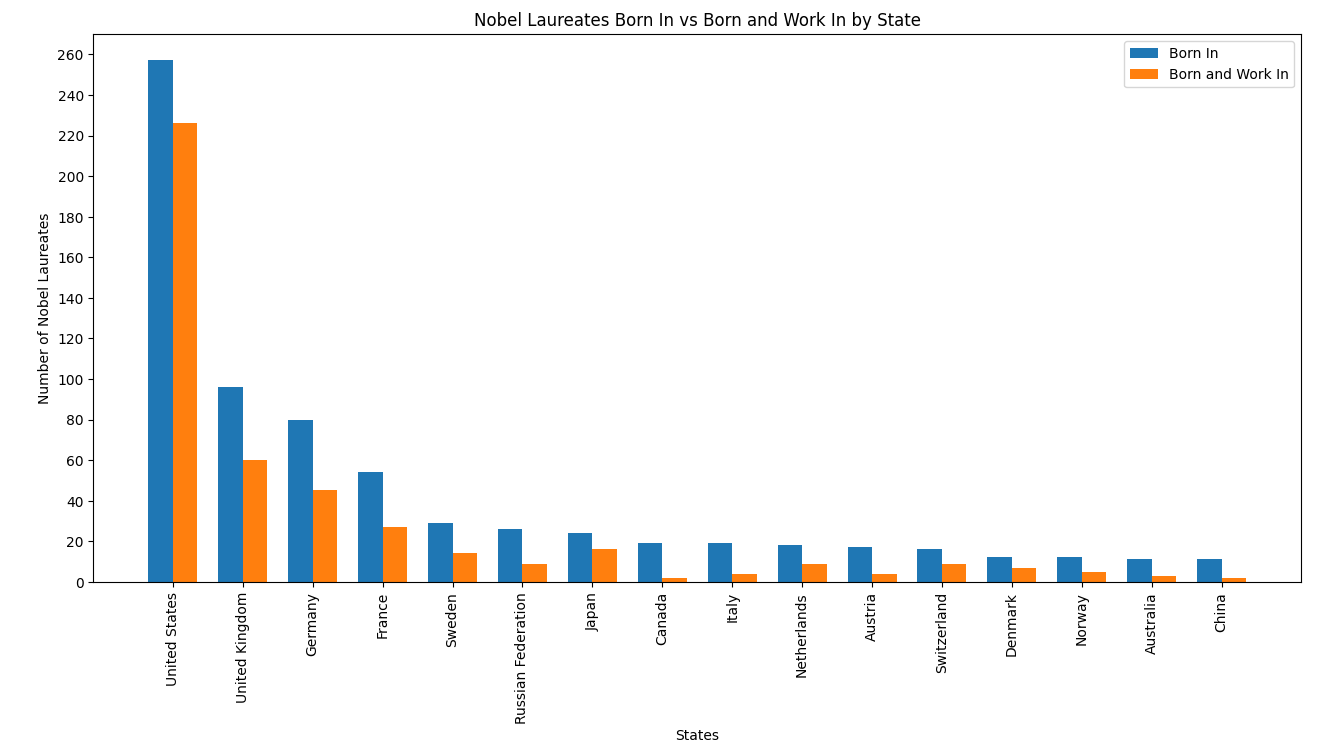 Nobel Laureates Born In vs Born and Work In by State
Born In
Born and Work In
Number of Nobel Laureates
260
240
220
200
180
160
140
120
100
80
60
40
20
0
United States
United Kingdom
Germany
France
Sweden
Russian Federation
Japan
Canada
Italy
Netherlands
Austria
Switzerland
Denmark
Norway
Australia
China
States